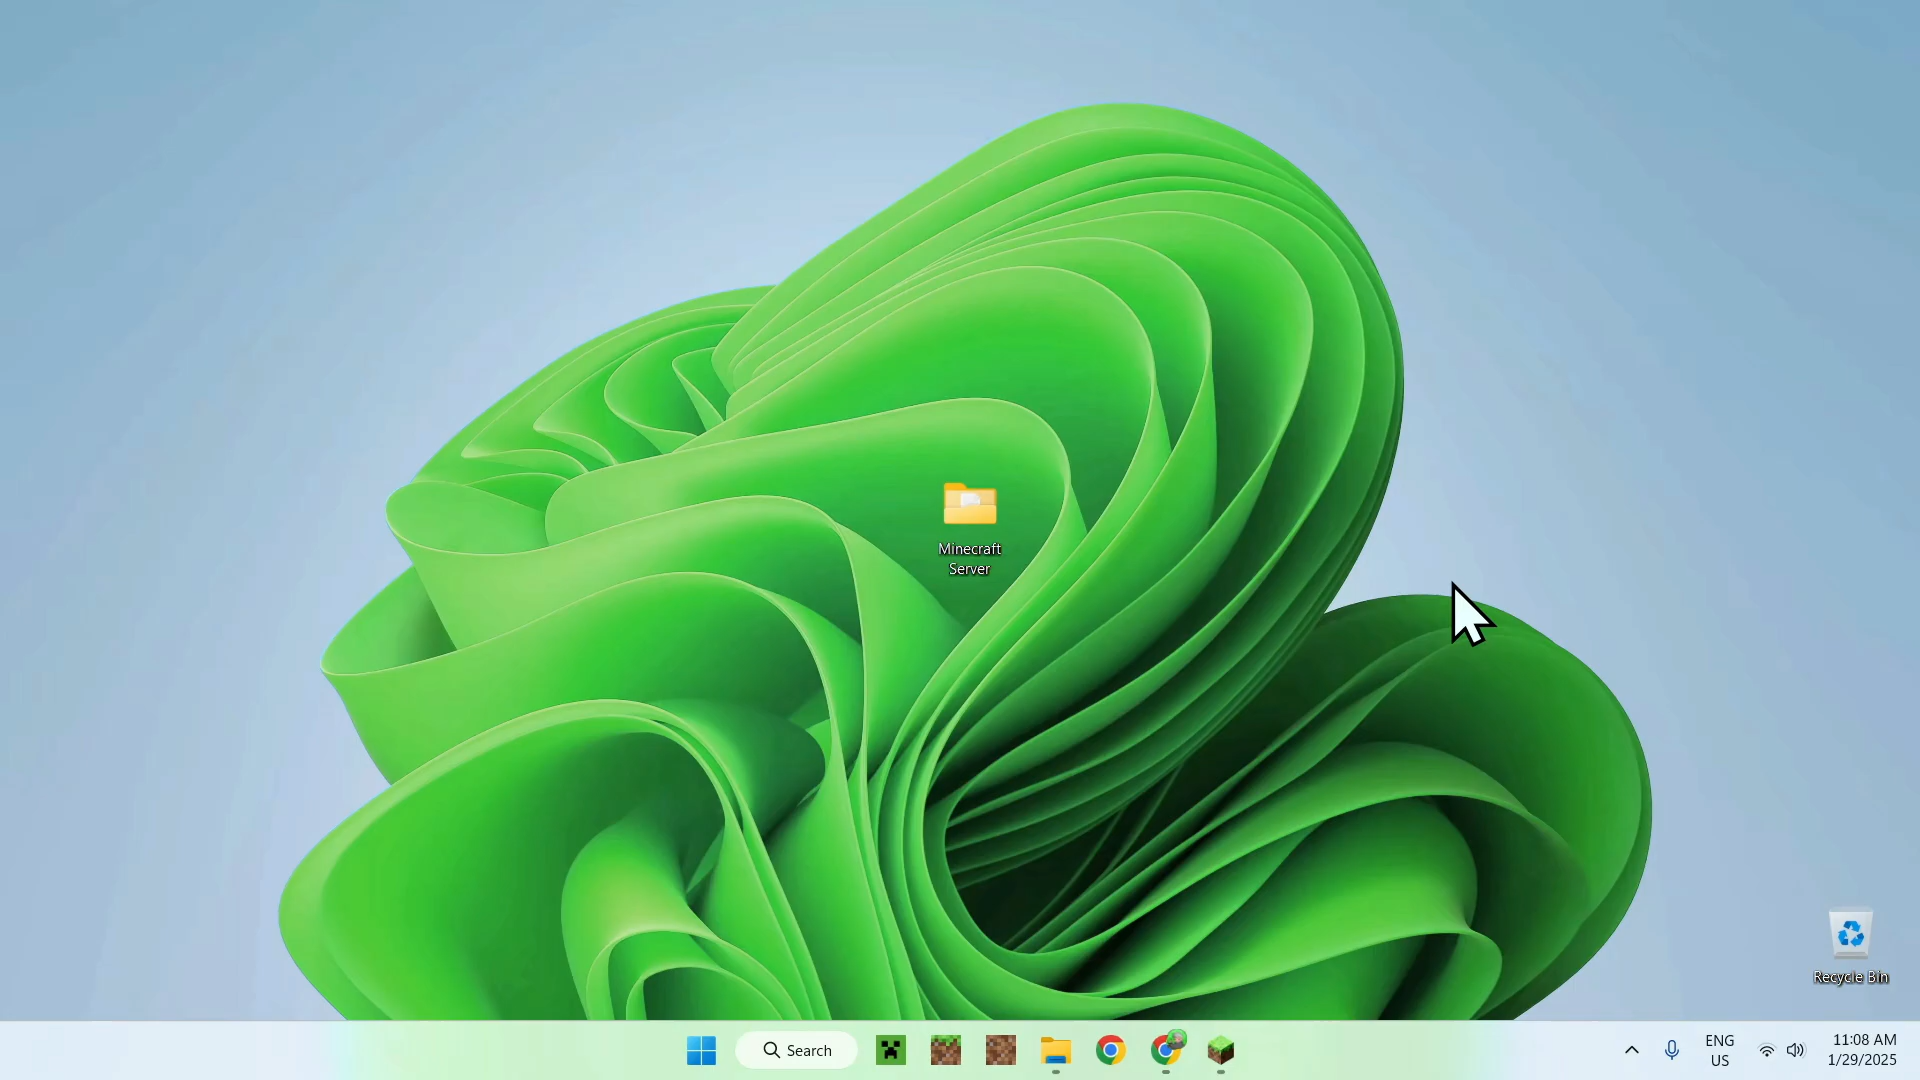 Minecraft
Server
Recycle Bin
Search
ENG
US
11:08 AM
1/29/2025